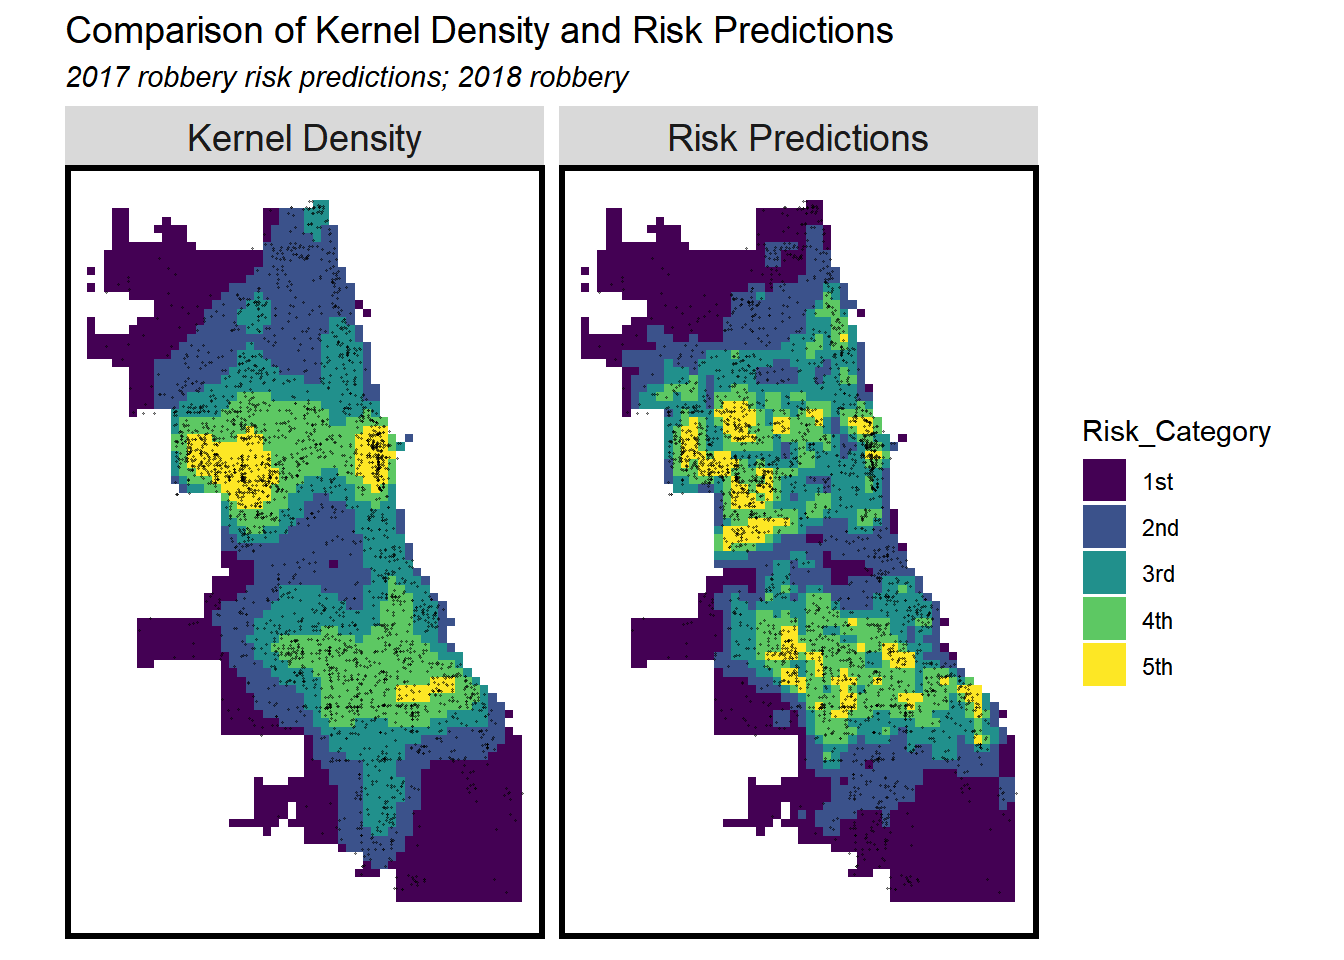 Comparison of Kernel Density and Risk Predictions
2017 robbery risk predictions; 2018 robbery
Kernel Density
Risk Predictions
Risk_Category
1st
2nd
3rd
4th
5th